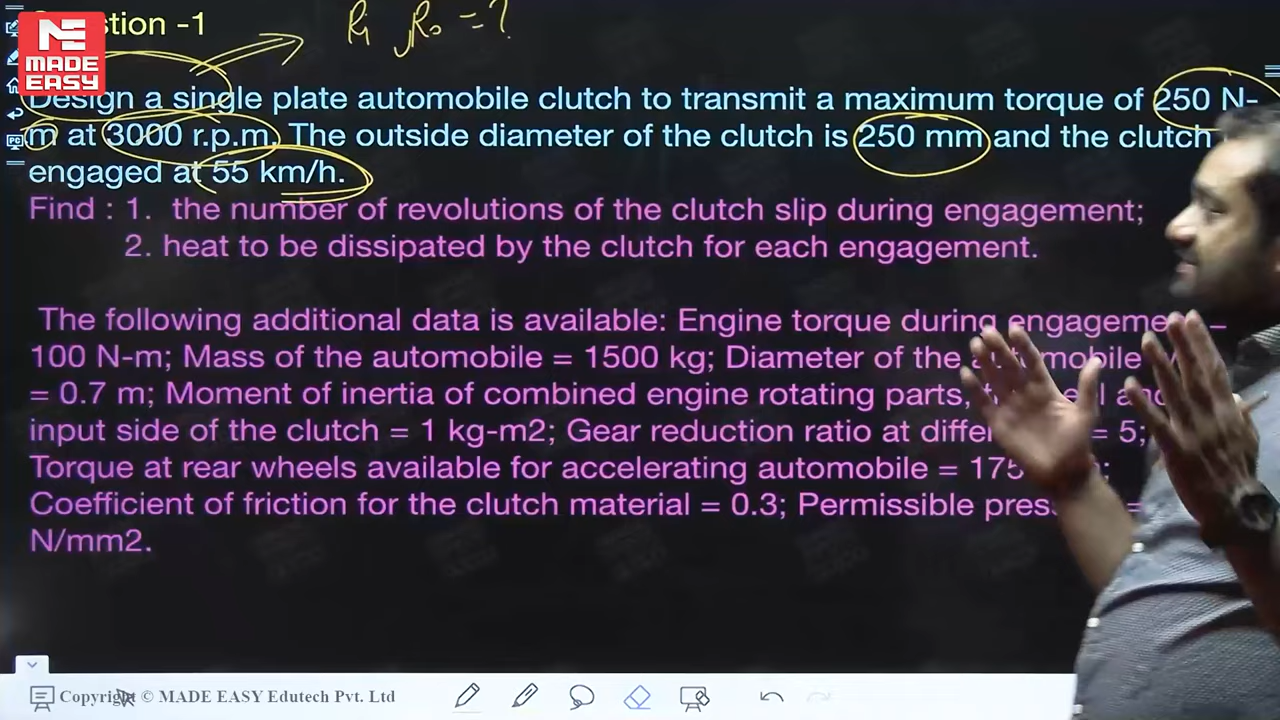 Question -1
Ri , Ro = ?
ME
MADE
EASY
Design a single plate automobile clutch to transmit a maximum torque of 250 N-
m at 3000 r.p.m. The outside diameter of the clutch is 250 mm and the clutch
engaged at 55 km/h.
Find : 1. the number of revolutions of the clutch slip during engagement;
2. heat to be dissipated by the clutch for each engagement.
The following additional data is available: Engine torque during engagement =
100 N-m; Mass of the automobile = 1500 kg; Diameter of the automobile
= 0.7 m; Moment of inertia of combined engine rotating parts, and
input side of the clutch = 1 kg-m2; Gear reduction ratio at = 5;
Torque at rear wheels available for accelerating automobile = 175
Coefficient of friction for the clutch material = 0.3; Permissible =
N/mm2.
Copyright © MADE EASY Edutech Pvt. Ltd